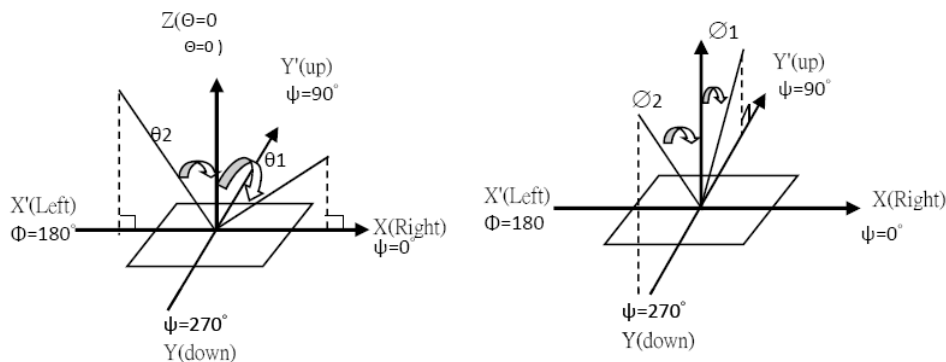 Z(Θ=0
Θ=0 )
Y'(up)
ψ=90°
θ2
θ1
X'(Left)
Φ=180°
X(Right)
ψ=0°
ψ=270°
Y(down)
∅1
Y'(up)
ψ=90°
∅2
X'(Left)
Φ=180
X(Right)
ψ=0°
ψ=270°
Y(down)